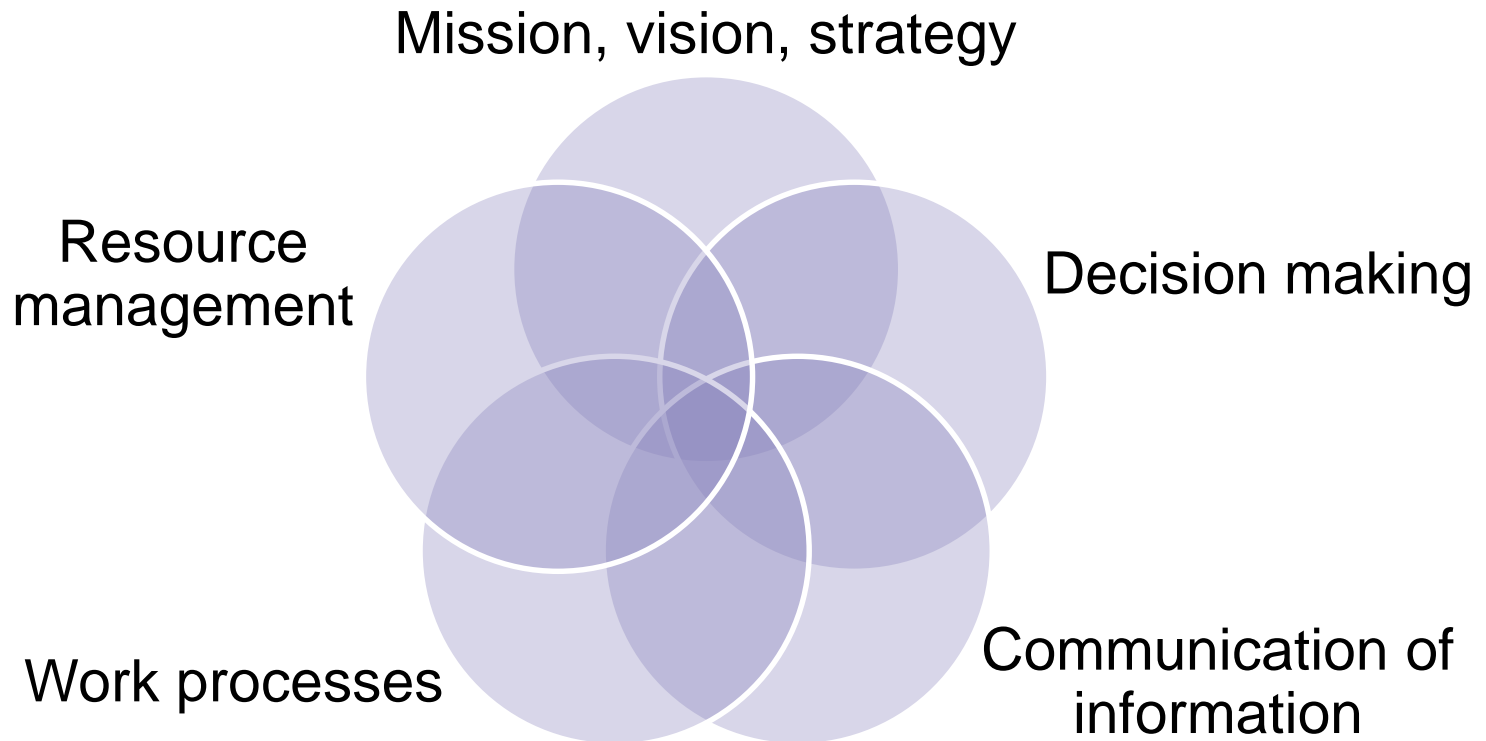 Mission, vision, strategy
Resource
management
Decision making
Work processes
Communication of
information